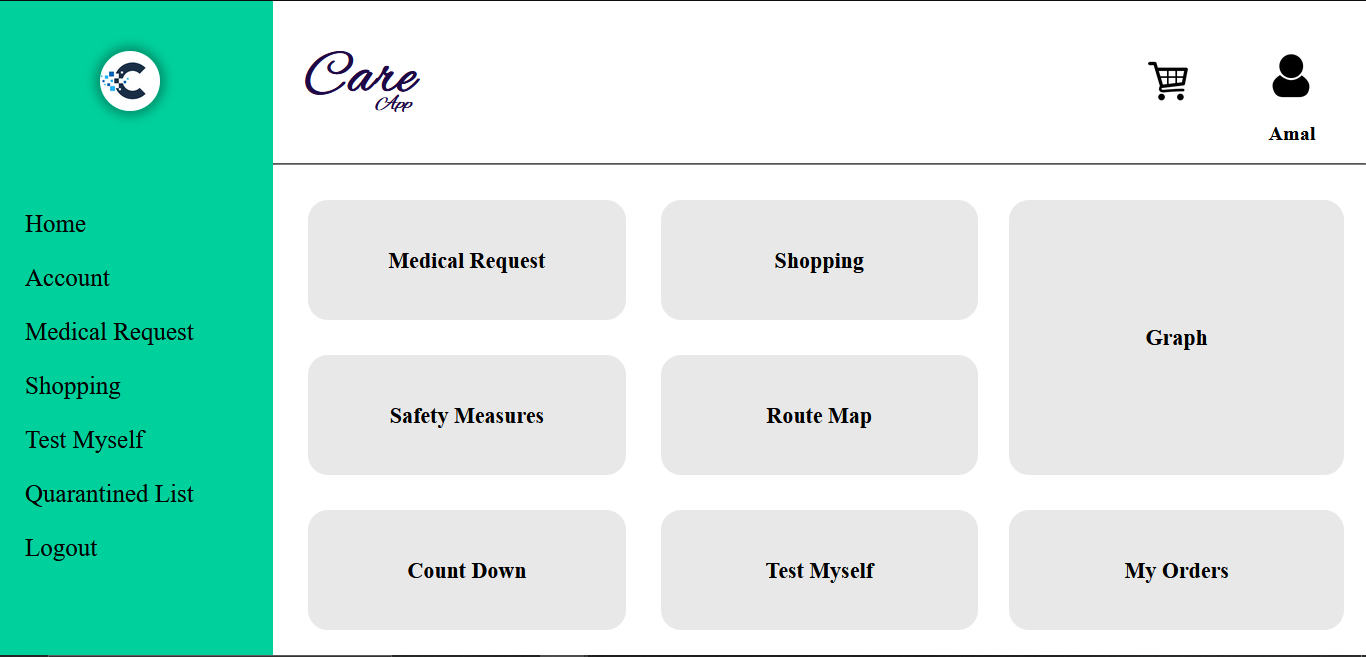 Care
App
Amal
Home
Account
Medical Request
Shopping
Test Myself
Quarantined List
Logout
Medical Request
Shopping
Graph
Safety Measures
Route Map
Count Down
Test Myself
My Orders